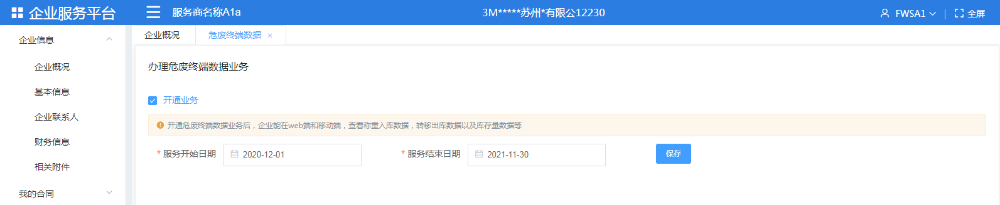 企业服务平台 服务商名称A1a 3M*****苏州*有限公12230 FWSA1 全屏
企业概况 危废终端数据 ×
企业信息
企业概况
基本信息
企业联系人
财务信息
相关附件
我的合同
办理危废终端数据业务
开通业务
开通危废终端数据业务后，企业能在web端和移动端，查看称重入库数据，转移出库数据以及库存量数据等
* 服务开始日期 2020-12-01 * 服务结束日期 2021-11-30 保存